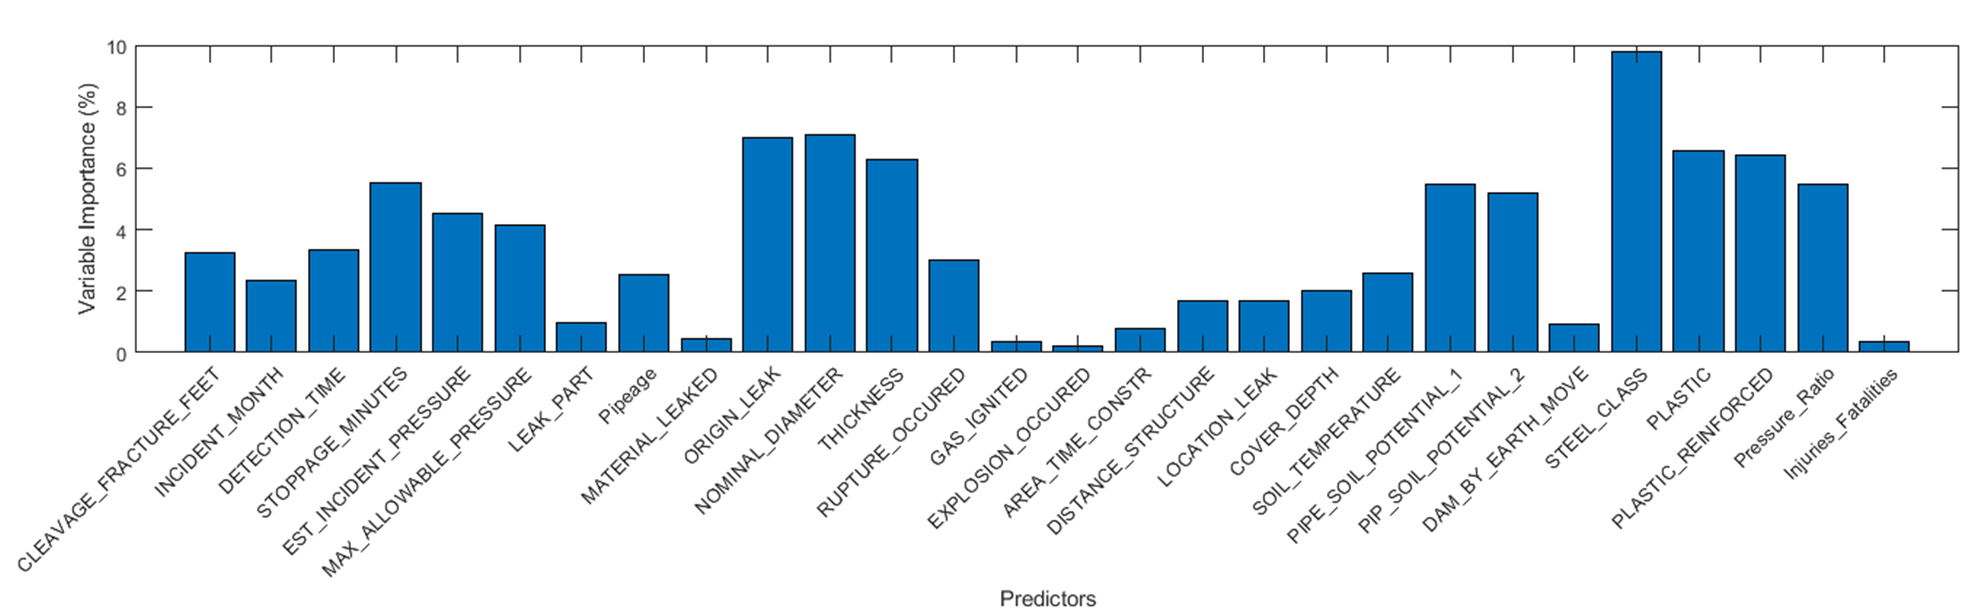 Variable Importance (%)
10
8
6
4
2
0
CLEAVAGE_FRACTURE_FEET
INCIDENT_MONTH
DETECTION_TIME
STOPPAGE_MINUTES
EST_INCIDENT_PRESSURE
MAX_ALLOWABLE_PRESSURE
LEAK_PART
Pipeage
MATERIAL_LEAKED
ORIGIN_LEAK
NOMINAL_DIAMETER
THICKNESS
RUPTURE_OCCURED
GAS_IGNITED
EXPLOSION_OCCURED
AREA_TIME_CONSTR
DISTANCE_STRUCTURE
LOCATION_LEAK
COVER_DEPTH
SOIL_TEMPERATURE
PIPE_SOIL_POTENTIAL_1
PIP_SOIL_POTENTIAL_2
DAM_BY_EARTH_MOVE
STEEL_CLASS
PLASTIC
PLASTIC_REINFORCED
Pressure_Ratio
Injuries_Fatalities
Predictors